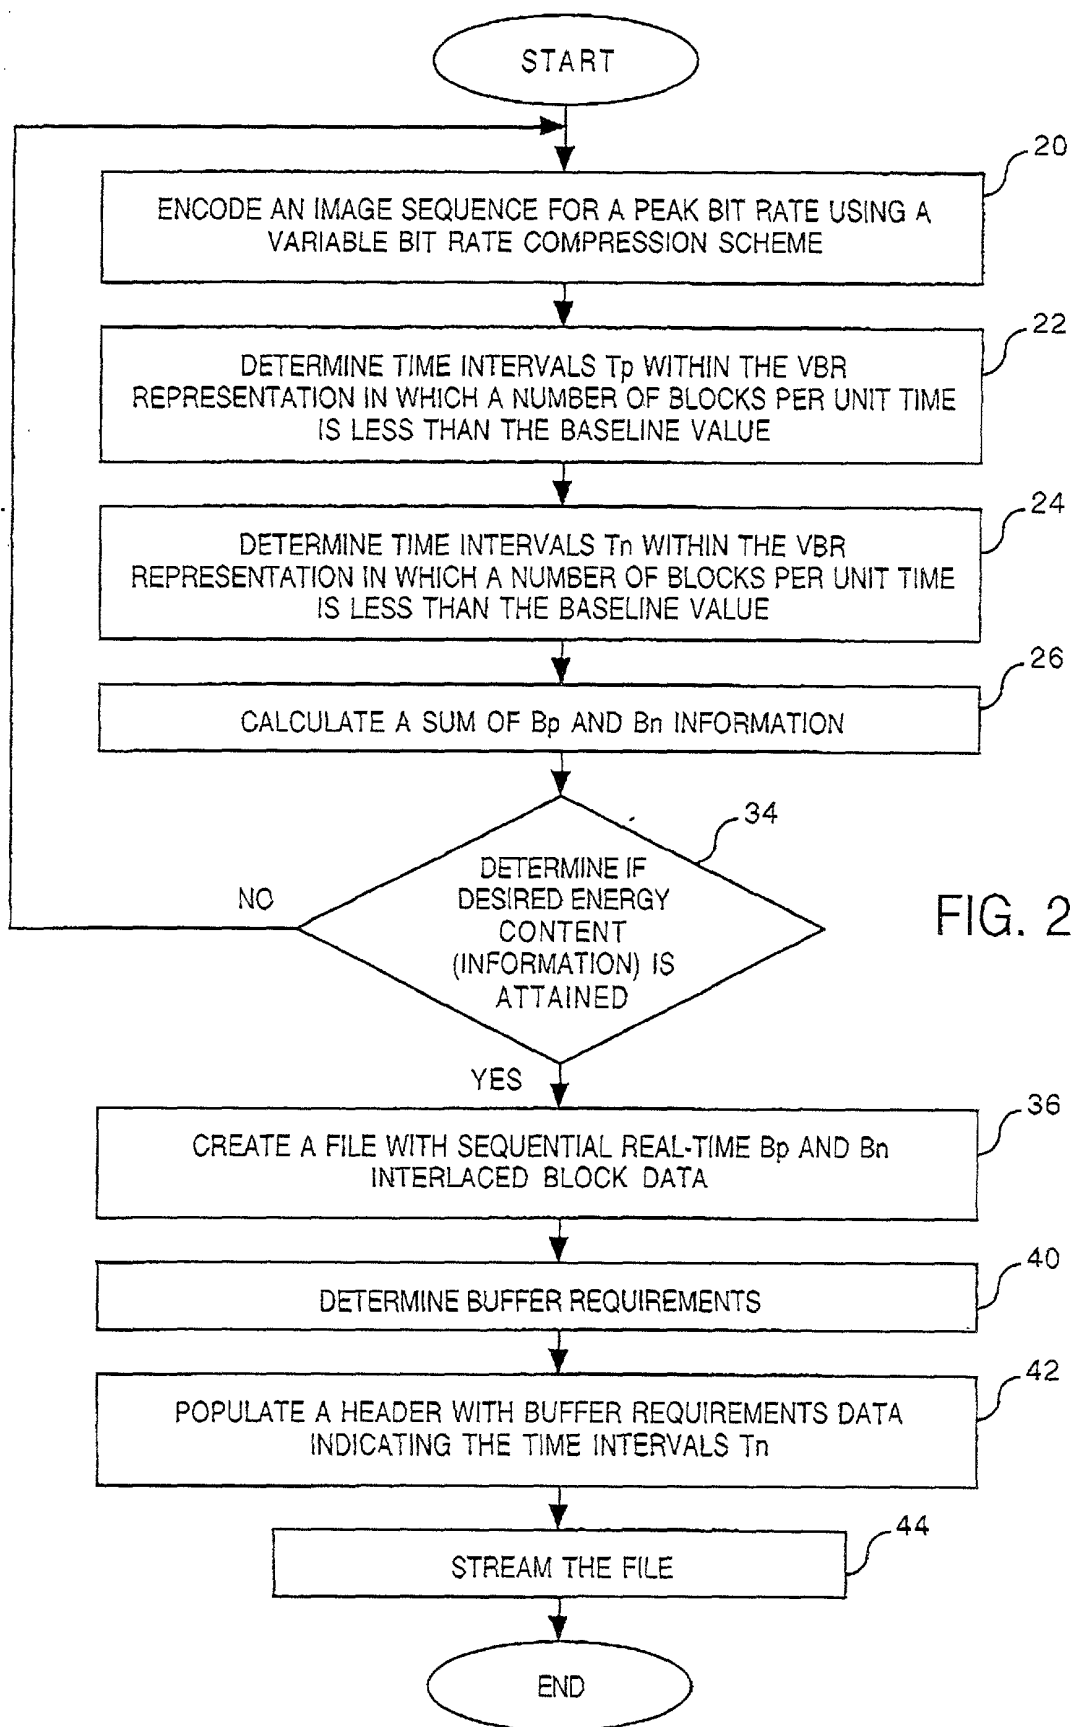 START
20
ENCODE AN IMAGE SEQUENCE FOR A PEAK BIT RATE USING A
VARIABLE BIT RATE COMPRESSION SCHEME
22
DETERMINE TIME INTERVALS Tp WITHIN THE VBR
REPRESENTATION IN WHICH A NUMBER OF BLOCKS PER UNIT TIME
IS LESS THAN THE BASELINE VALUE
24
DETERMINE TIME INTERVALS Tn WITHIN THE VBR
REPRESENTATION IN WHICH A NUMBER OF BLOCKS PER UNIT TIME
IS LESS THAN THE BASELINE VALUE
26
CALCULATE A SUM OF Bp AND Bn INFORMATION
34
DETERMINE IF
DESIRED ENERGY
CONTENT
(INFORMATION) IS
ATTAINED
NO
FIG. 2
YES
36
CREATE A FILE WITH SEQUENTIAL REAL-TIME Bp AND Bn
INTERLACED BLOCK DATA
40
DETERMINE BUFFER REQUIREMENTS
42
POPULATE A HEADER WITH BUFFER REQUIREMENTS DATA
INDICATING THE TIME INTERVALS Tn
44
STREAM THE FILE
END